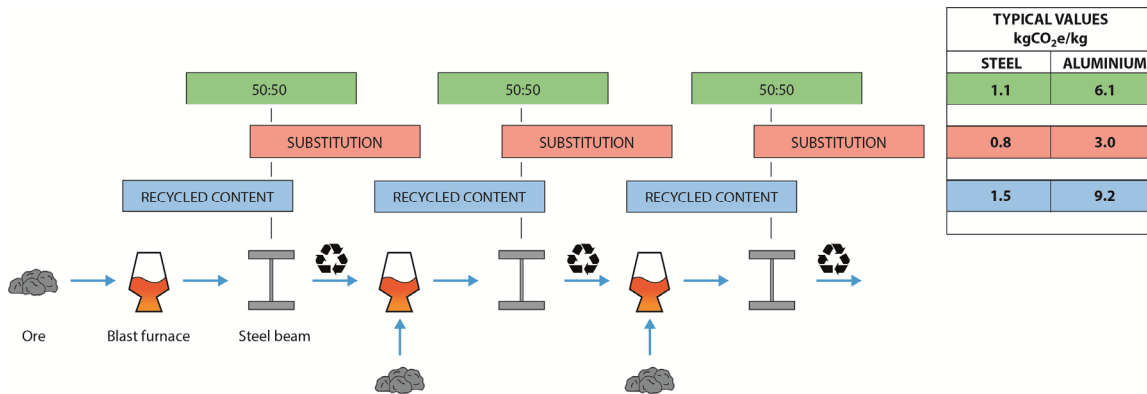 TYPICAL VALUES
kgCO₂e/kg
STEEL ALUMINIUM
1.1 6.1
0.8 3.0
1.5 9.2
50:50 50:50 50:50
SUBSTITUTION SUBSTITUTION SUBSTITUTION
RECYCLED CONTENT RECYCLED CONTENT RECYCLED CONTENT
Ore Blast furnace Steel beam